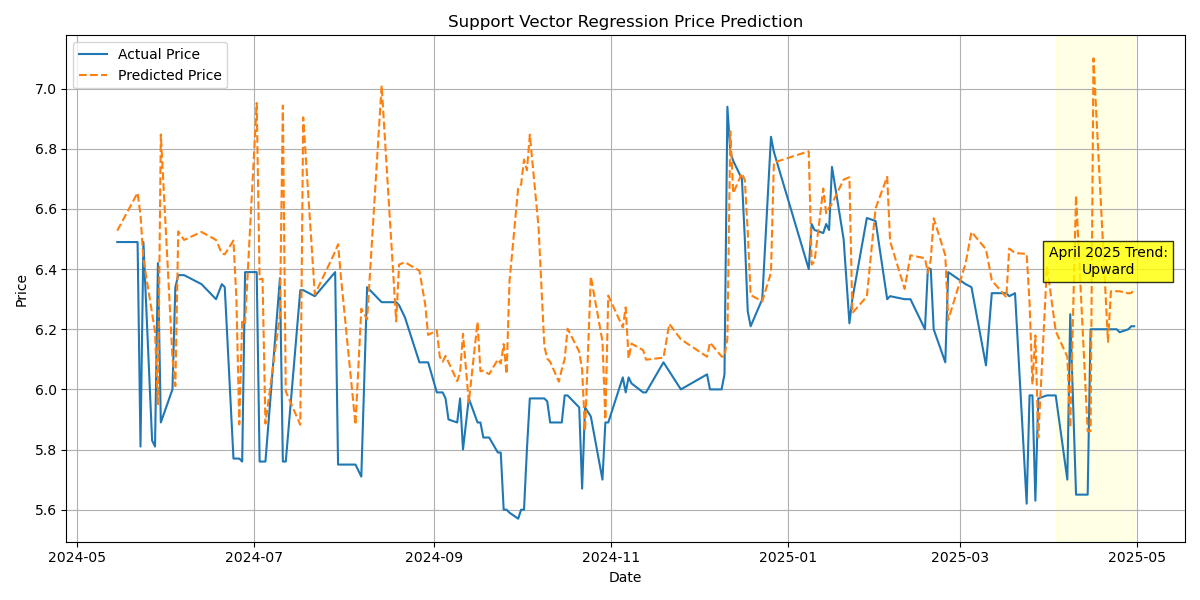 Support Vector Regression Price Prediction
Actual Price
Predicted Price
April 2025 Trend:
Upward
Price
7.0
6.8
6.6
6.4
6.2
6.0
5.8
5.6
2024-05
2024-07
2024-09
2024-11
2025-01
2025-03
2025-05
Date